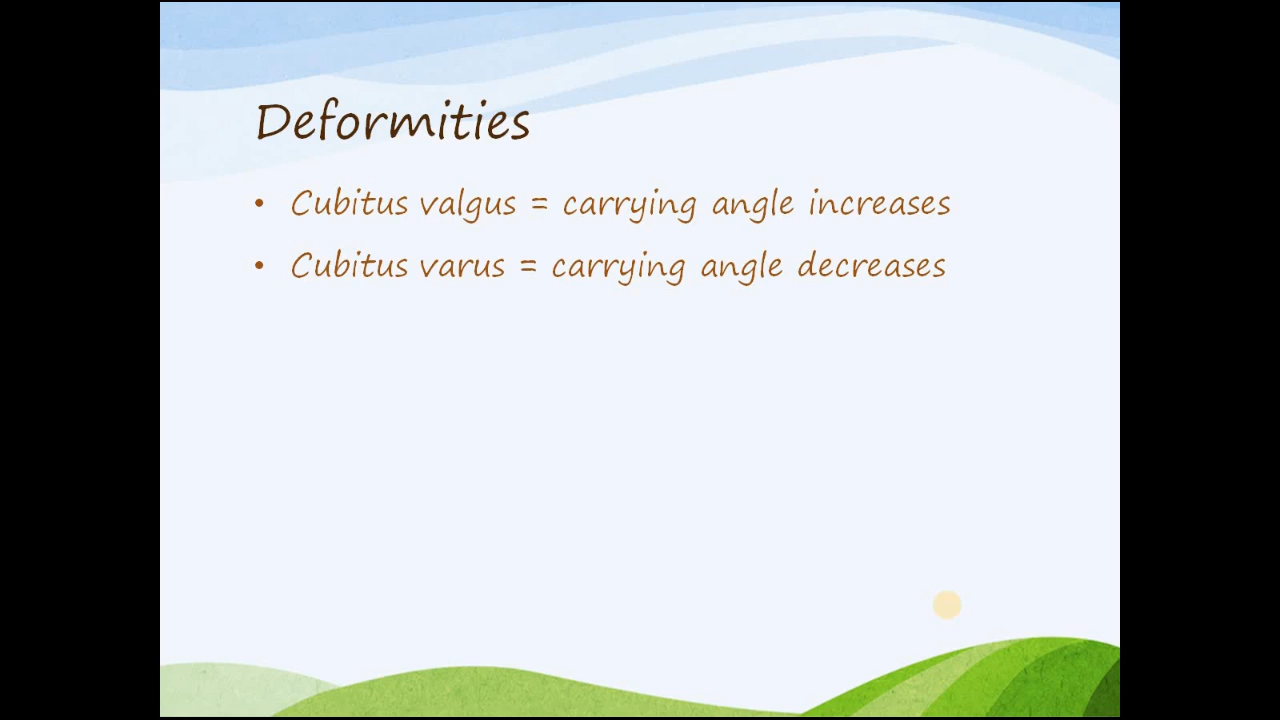 Deformities
• Cubitus valgus = carrying angle increases
• Cubitus varus = carrying angle decreases